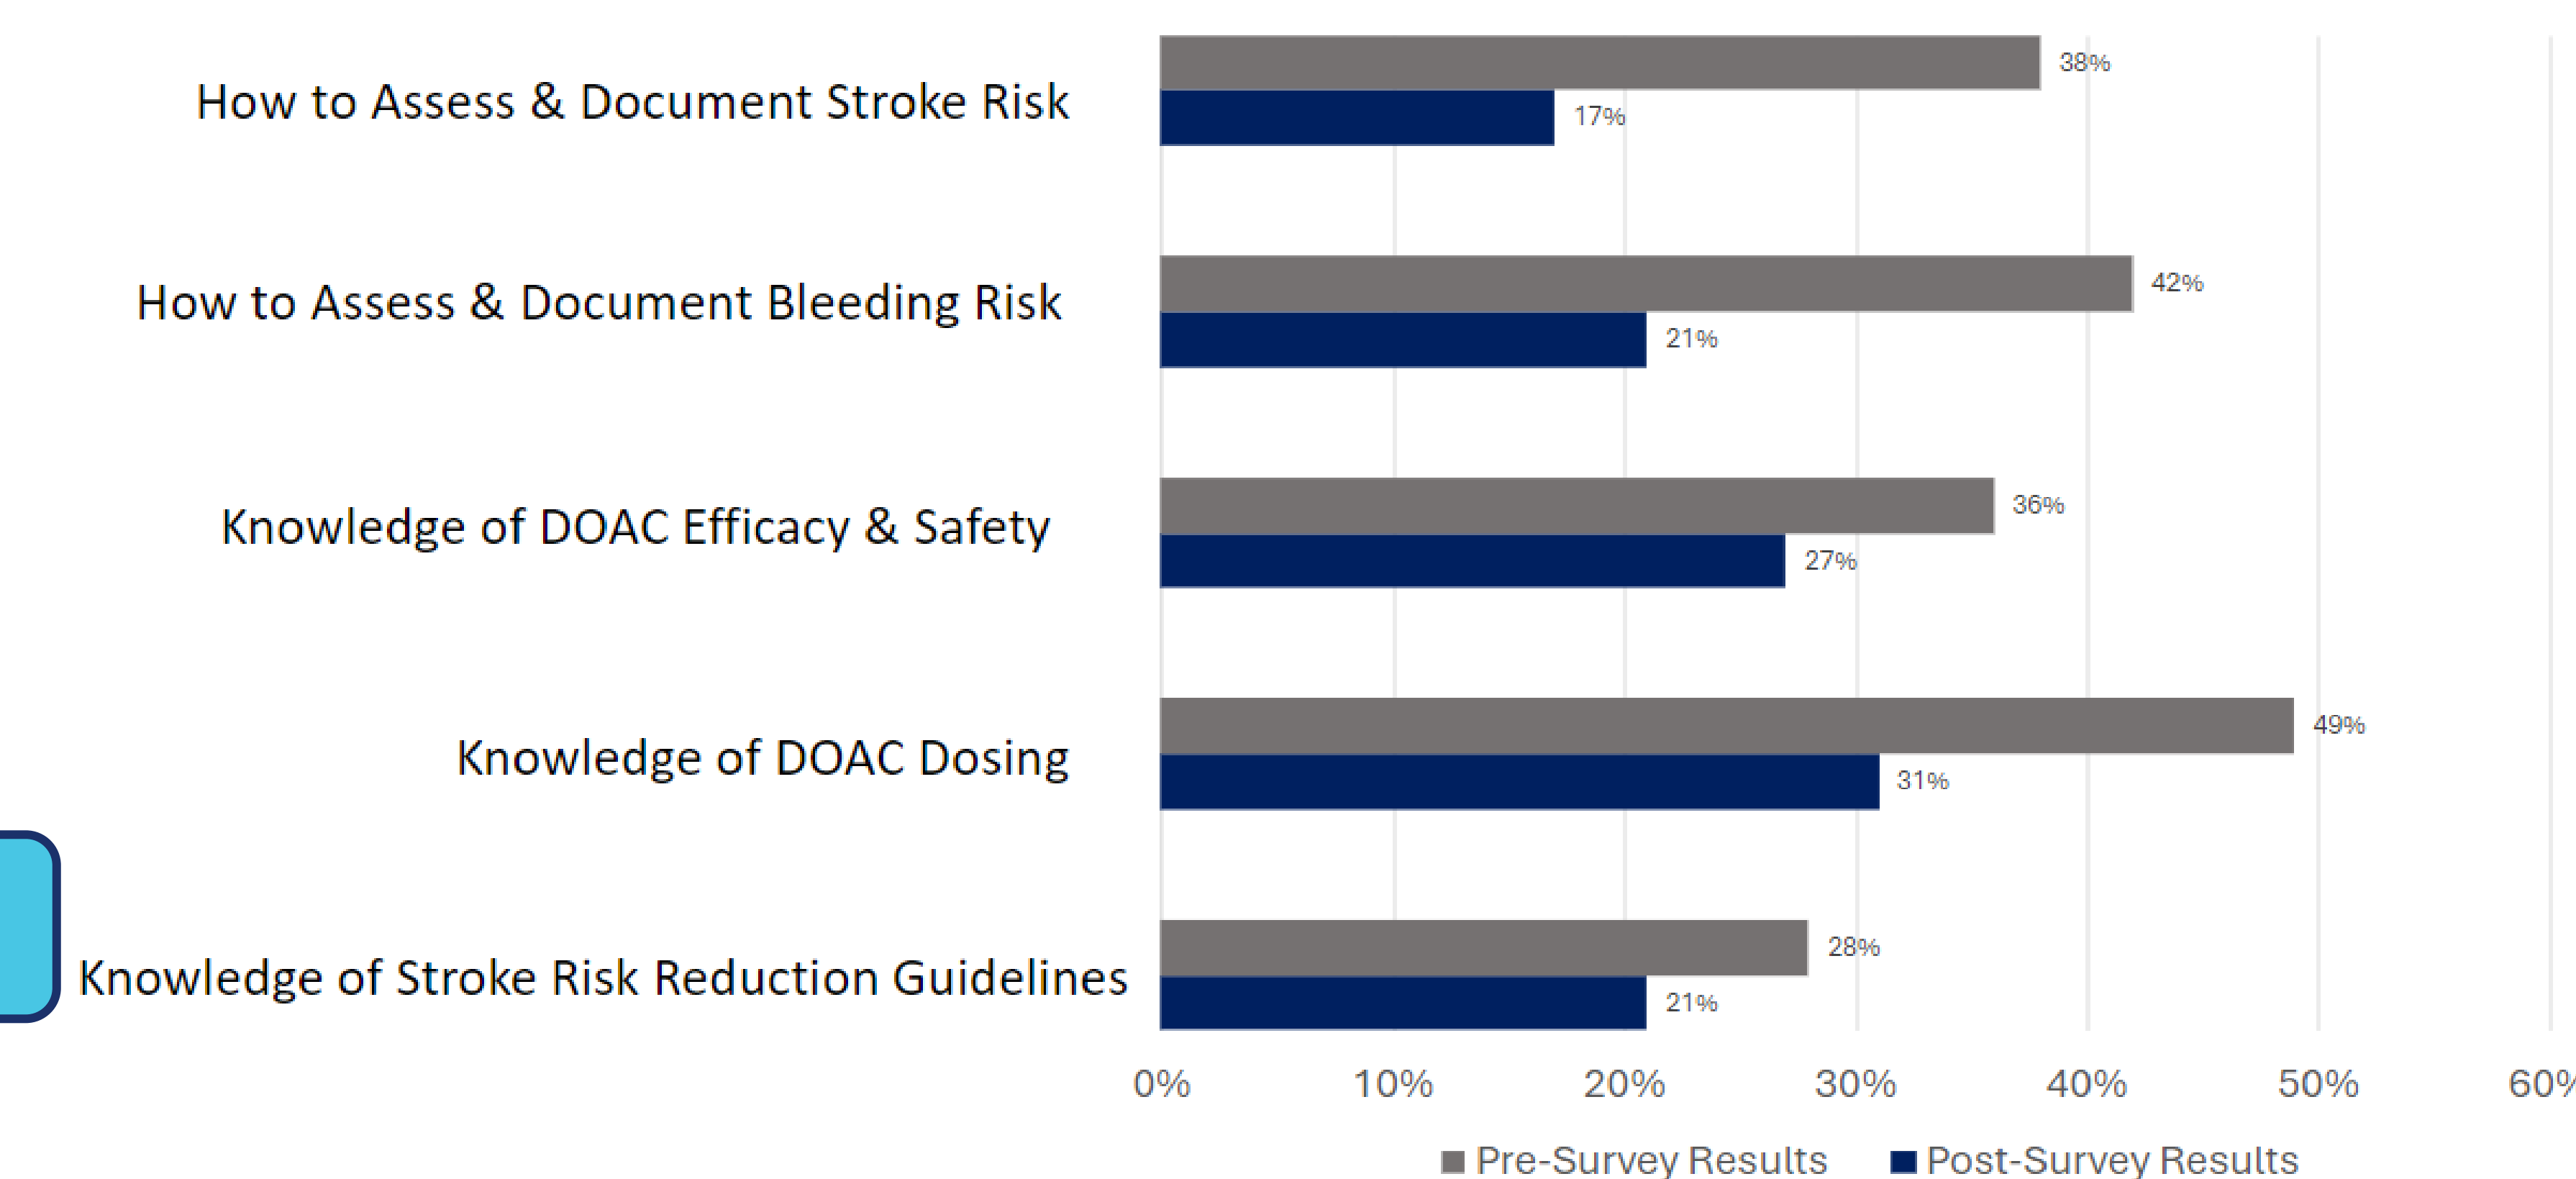 How to Assess & Document Stroke Risk
38%
17%
How to Assess & Document Bleeding Risk
42%
21%
Knowledge of DOAC Efficacy & Safety
36%
27%
Knowledge of DOAC Dosing
49%
31%
Knowledge of Stroke Risk Reduction Guidelines
28%
21%
0% 10% 20% 30% 40% 50% 60%
Pre-Survey Results Post-Survey Results